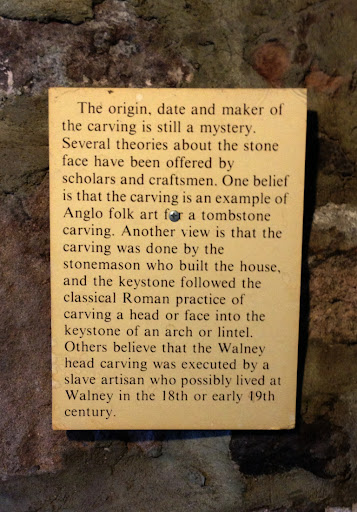 The origin, date and maker of
the carving is still a mystery.
Several theories about the stone
face have been offered by
scholars and craftsmen. One belief
is that the carving is an example of
Anglo folk art for a tombstone
carving. Another view is that the
carving was done by the
stonemason who built the house,
and the keystone followed the
classical Roman practice of
carving a head or face into the
keystone of an arch or lintel.
Others believe that the Walney
head carving was executed by a
slave artisan who possibly lived at
Walney in the 18th or early 19th
century.